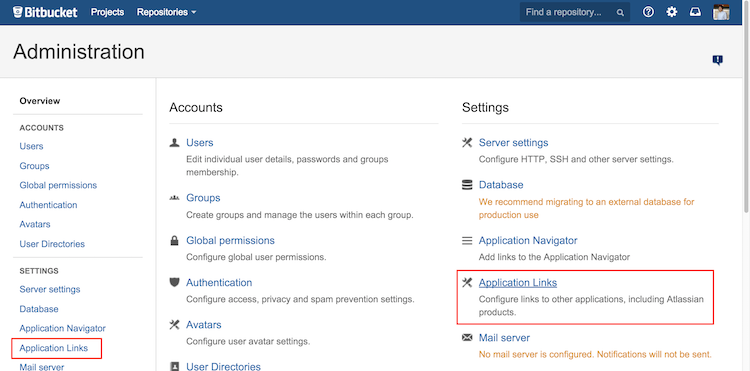 Bitbucket Projects Repositories Find a repository...
Administration
Overview
ACCOUNTS
Users
Groups
Global permissions
Authentication
Avatars
User Directories
SETTINGS
Server settings
Database
Application Navigator
Application Links
Mail server
Accounts
Users
Edit individual user details, passwords and groups
membership.
Groups
Create groups and manage the users within each group.
Global permissions
Configure global user permissions.
Authentication
Configure access, privacy and spam prevention settings.
Avatars
Configure user avatar settings.
User Directories
Settings
Server settings
Configure HTTP, SSH and other server settings.
Database
We recommend migrating to an external database for
production use
Application Navigator
Add links to the Application Navigator
Application Links
Configure links to other applications, including Atlassian
products.
Mail server
No mail server is configured. Notifications will not be sent.